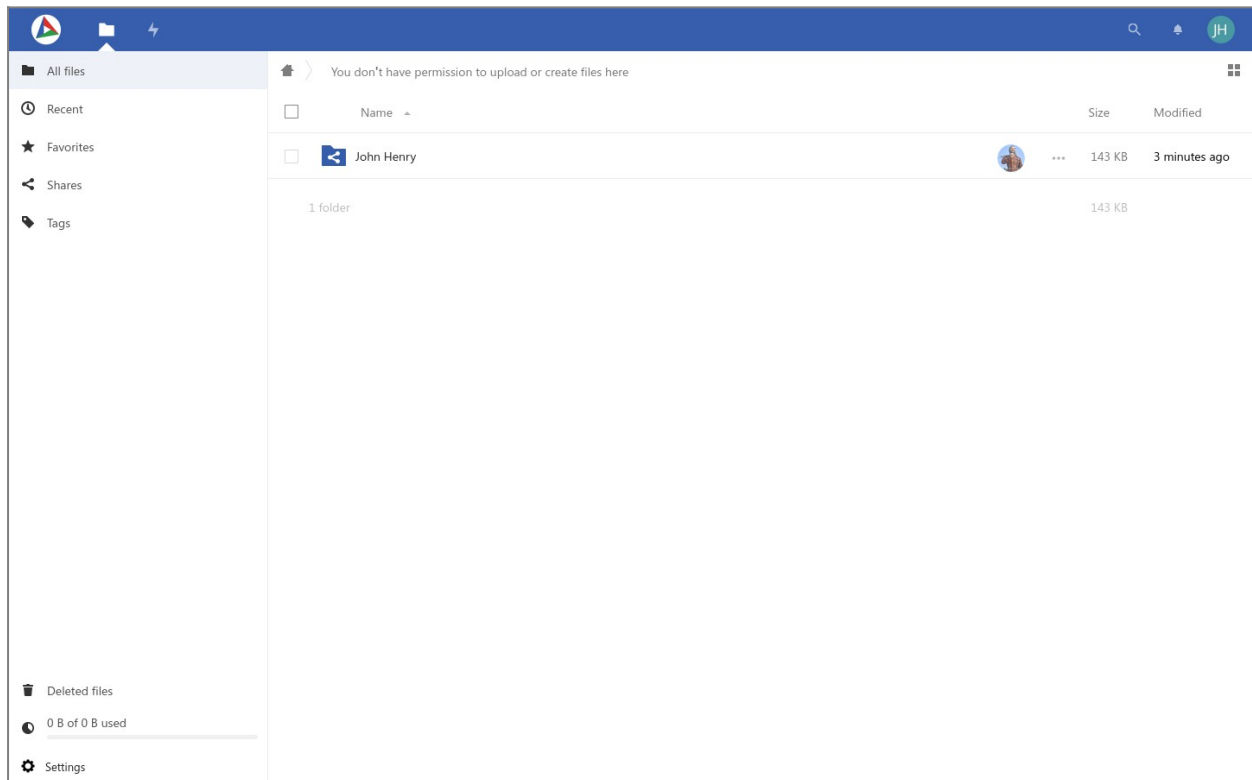 JH
All files
You don't have permission to upload or create files here
Recent
Name Size Modified
Favorites
John Henry 143 KB 3 minutes ago
Shares
1 folder 143 KB
Tags
Deleted files
0 B of 0 B used
Settings